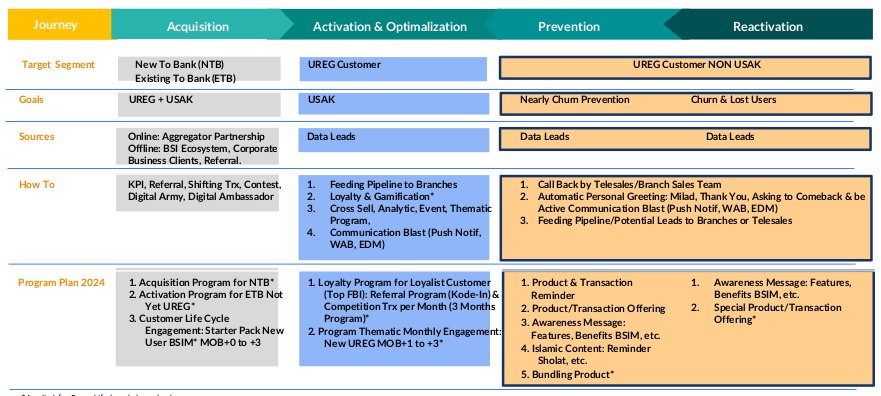 Journey
Acquisition
Activation & Optimalization
Prevention
Reactivation
Target Segment
New To Bank (NTB)
Existing To Bank (ETB)
UREG Customer
UREG Customer NON USAK
Goals
UREG + USAK
USAK
Nearly Churn Prevention
Churn & Lost Users
Sources
Online: Aggregator Partnership
Offline: BSI Ecosystem, Corporate
Business Clients, Referral.
Data Leads
Data Leads
Data Leads
How To
KPI, Referral, Shifting Trx, Contest,
Digital Army, Digital Ambassador
1. Feeding Pipeline to Branches
2. Loyalty & Gamification*
3. Cross Sell, Analytic, Event, Thematic
Program,
4. Communication Blast (Push Notif,
WAB, EDM)
1. Call Back by Telesales/Branch Sales Team
2. Automatic Personal Greeting: Milad, Thank You, Asking to Comeback & be
Active Communication Blast (Push Notif, WAB, EDM)
3. Feeding Pipeline/Potential Leads to Branches or Telesales
Program Plan 2024
1. Acquisition Program for NTB*
2. Activation Program for ETB Not
Yet UREG*
3. Customer Life Cycle
Engagement: Starter Pack New
User BSIM* MOB+0 to +3
1. Loyalty Program for Loyalist Customer
(Top FBI): Referral Program (Kode-In) &
Competition Trx per Month (3 Months
Program)*
2. Program Thematic Monthly Engagement:
New UREG MOB+1 to +3*
1. Product & Transaction
Reminder
2. Product/Transaction Offering
3. Awareness Message:
Features, Benefits BSIM, etc.
4. Islamic Content: Reminder
Sholat, etc.
5. Bundling Product*
1. Awareness Message: Features,
Benefits BSIM, etc.
2. Special Product/Transaction
Offering*